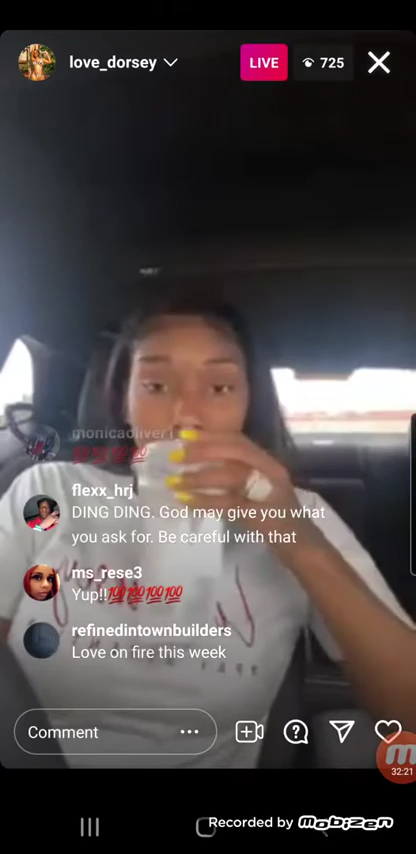 love_dorsey
LIVE
725
monicaoliver1
💯💯💯💯
flexx_hrj
DING DING. God may give you what
you ask for. Be careful with that
ms_rese3
Yup!!💯💯💯💯
refinedintownbuilders
Love on fire this week
Comment
32:21
Recorded by mobizen